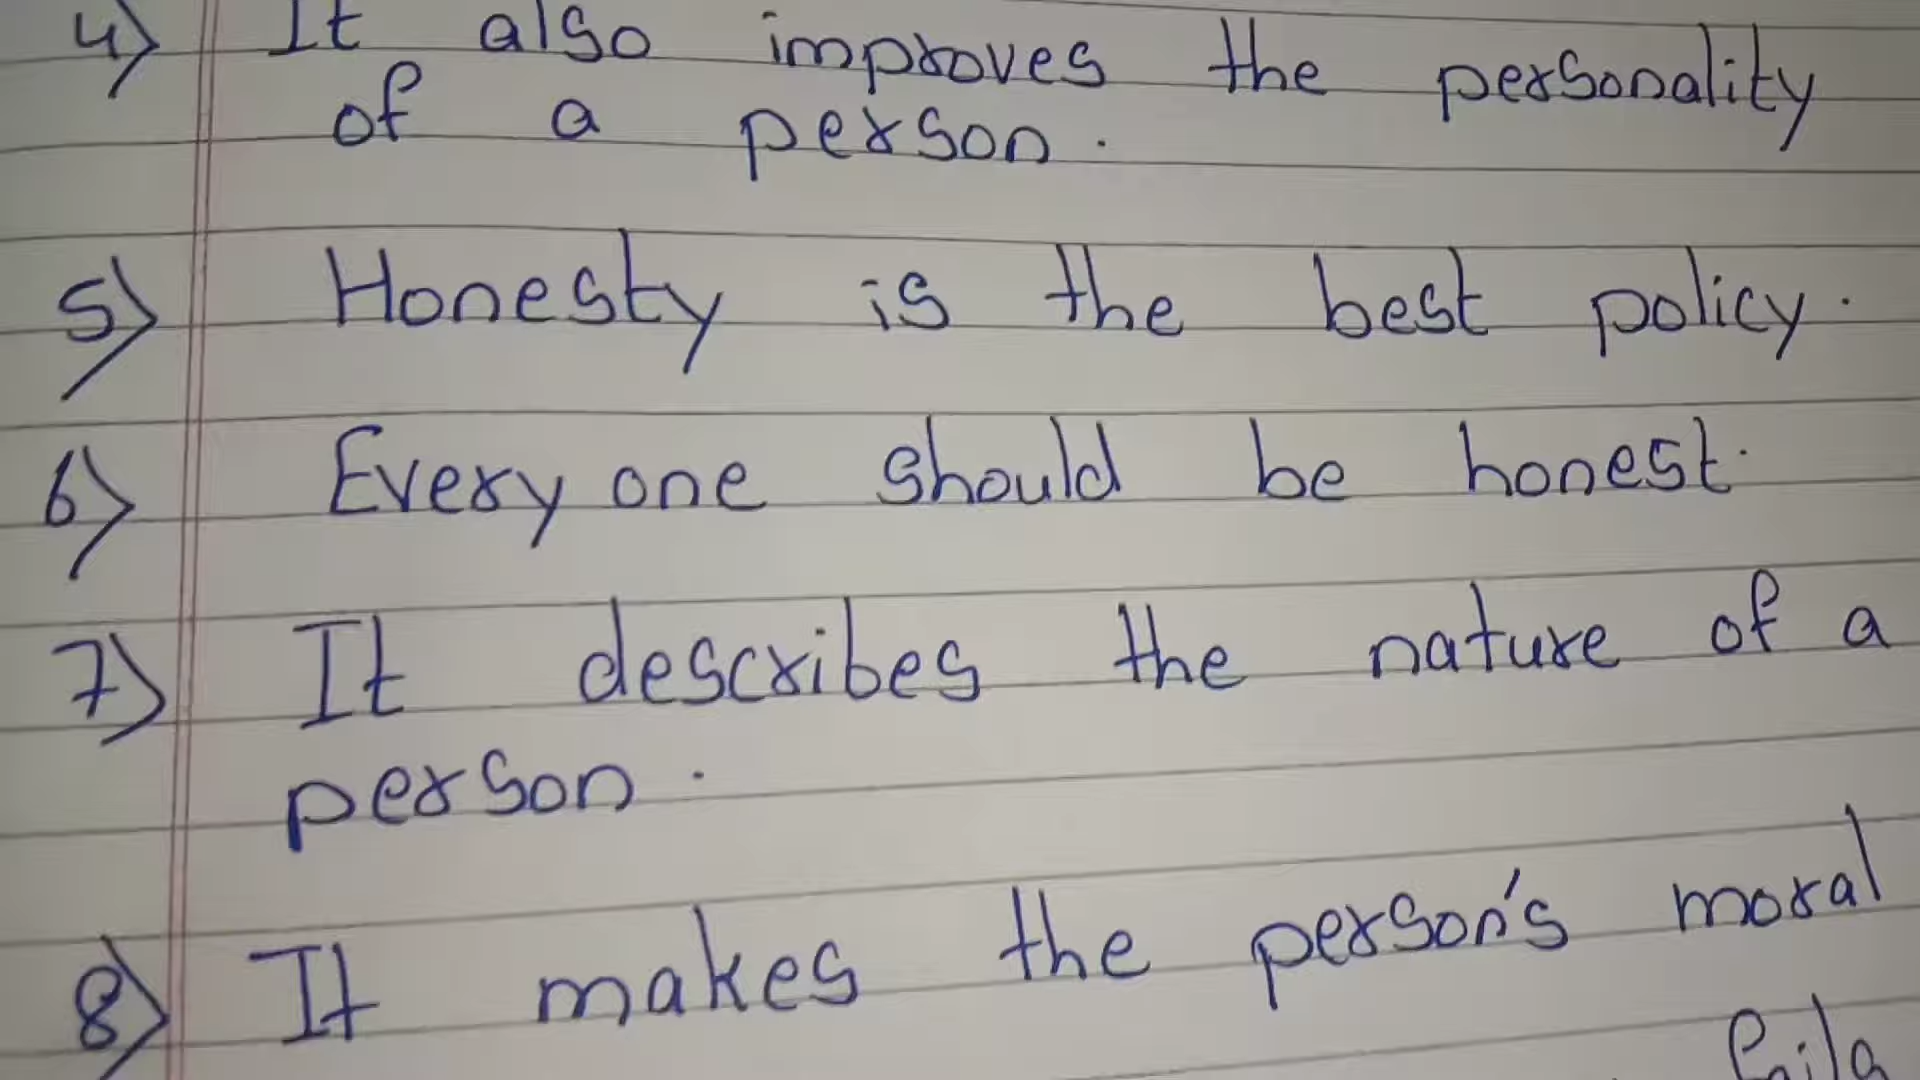 4) It also improves the personality
of a person.
5) Honesty is the best policy.
6) Every one should be honest.
7) It describes the nature of a
person.
8) It makes the person's moral